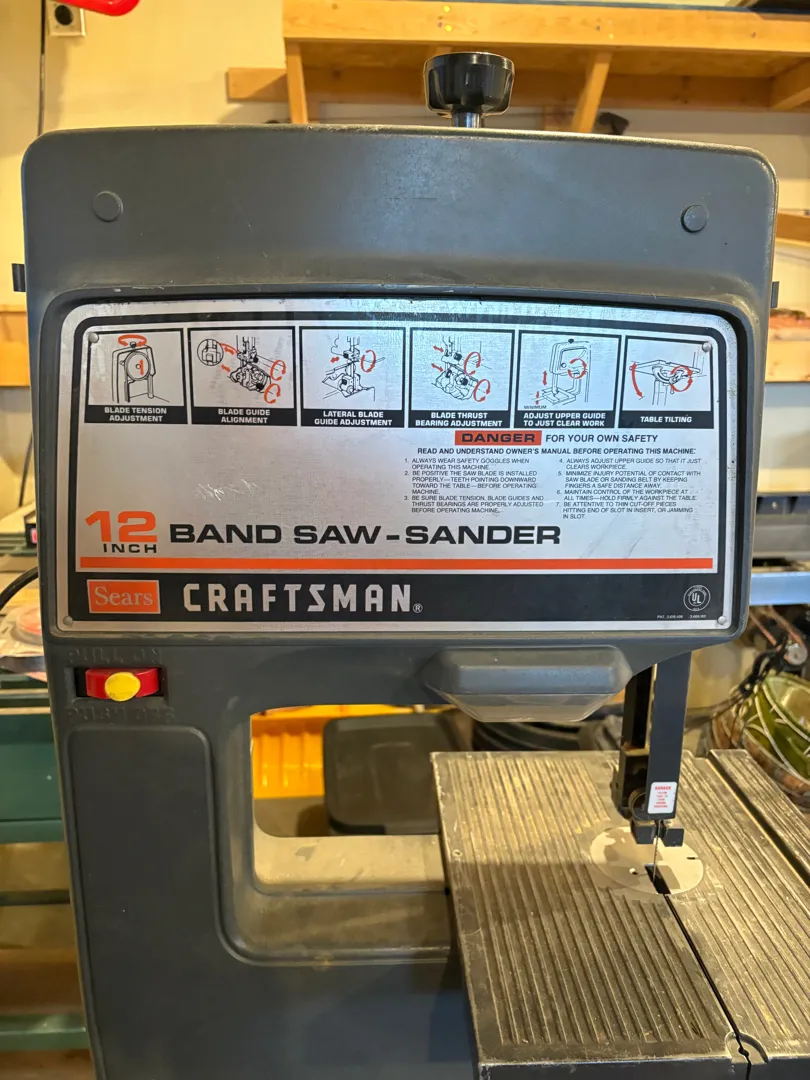 BLADE TENSION
ADJUSTMENT
BLADE GUIDE
ALIGNMENT
LATERAL BLADE
GUIDE ADJUSTMENT
BLADE THRUST
BEARING ADJUSTMENT
MINIMUM
ADJUST UPPER GUIDE
TO JUST CLEAR WORK
TABLE TILTING
DANGER FOR YOUR OWN SAFETY
READ AND UNDERSTAND OWNER'S MANUAL BEFORE OPERATING THIS MACHINE:
1. ALWAYS WEAR SAFETY GOGGLES WHEN
OPERATING THIS MACHINE.
2. BE POSITIVE THE SAW BLADE IS INSTALLED
PROPERLY—TEETH POINTING DOWNWARD
TOWARD THE TABLE—BEFORE OPERATING
MACHINE.
3. BE SURE BLADE TENSION, BLADE GUIDES AND
THRUST BEARINGS ARE PROPERLY ADJUSTED
BEFORE OPERATING MACHINE.
4. ALWAYS ADJUST UPPER GUIDE SO THAT IT JUST
CLEARS WORKPIECE.
5. MINIMIZE INJURY POTENTIAL OF CONTACT WITH
SAW BLADE OR SANDING BELT BY KEEPING
FINGERS A SAFE DISTANCE AWAY.
6. MAINTAIN CONTROL OF THE WORKPIECE AT
ALL TIMES—HOLD FIRMLY AGAINST THE TABLE.
7. BE ATTENTIVE TO THIN CUT-OFF PIECES
HITTING END OF SLOT IN INSERT, OR JAMMING
IN SLOT.
12
INCH
BAND SAW-SANDER
Sears
CRAFTSMAN®
UL
PULL ON
PUSH OFF
DANGER